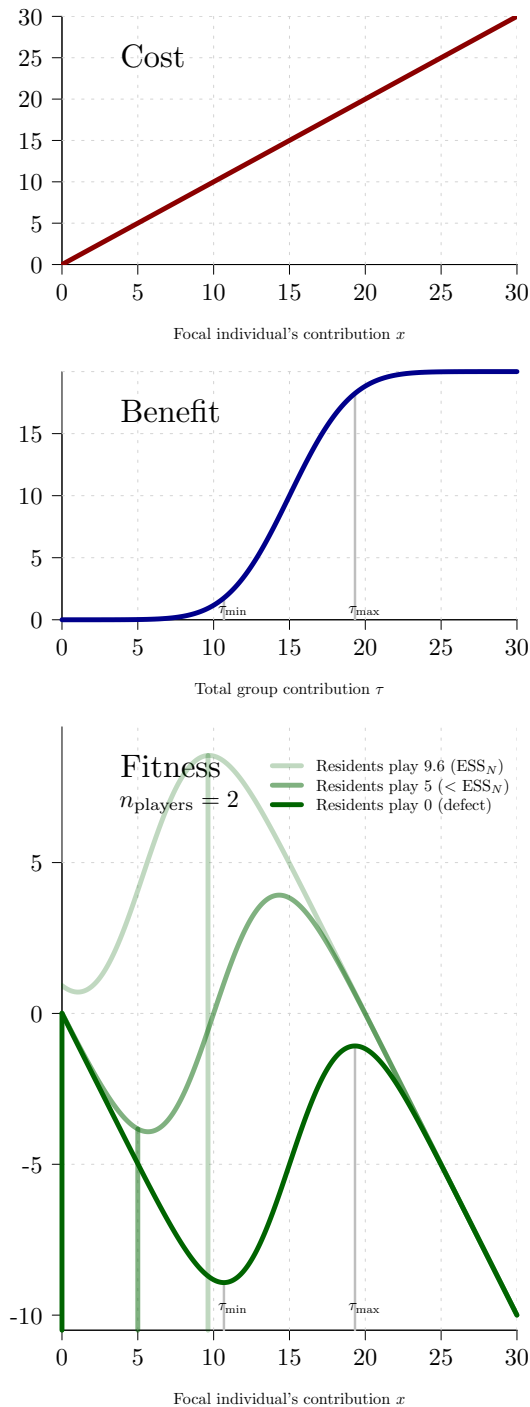 30
25
Cost
20
15
10
5
0
0 5 10 15 20 25 30
Focal individual's contribution x
Benefit
15
10
5
τmin τmax
0
0 5 10 15 20 25 30
Total group contribution τ
Fitness
Residents play 9.6 (ESS_N)
Residents play 5 (< ESS_N)
n_players = 2
Residents play 0 (defect)
5
0
-5
τmin τmax
-10
0 5 10 15 20 25 30
Focal individual's contribution x